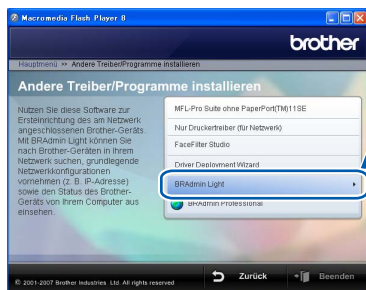 Macromedia Flash Player 8
brother
Hauptmenü >> Andere Treiber/Programme installieren
Andere Treiber/Programme installieren
Nutzen Sie diese Software zur
Ersteinrichtung des am Netzwerk
angeschlossenen Brother-Geräts.
Mit BRAdmin Light können Sie
nach Brother-Geräten in Ihrem
Netzwerk suchen, grundlegende
Netzwerkkonfigurationen
vornehmen (z. B. IP-Adresse)
sowie den Status des Brother-
Geräts von Ihrem Computer aus
einsehen.
MFL-Pro Suite ohne PaperPort(TM)11SE
Nur Druckertreiber (für Netzwerk)
FaceFilter Studio
Driver Deployment Wizard
BRAdmin Light
BRAdmin Professional
© 2001-2007 Brother Industries Ltd. All rights reserved
Zurück
Beenden